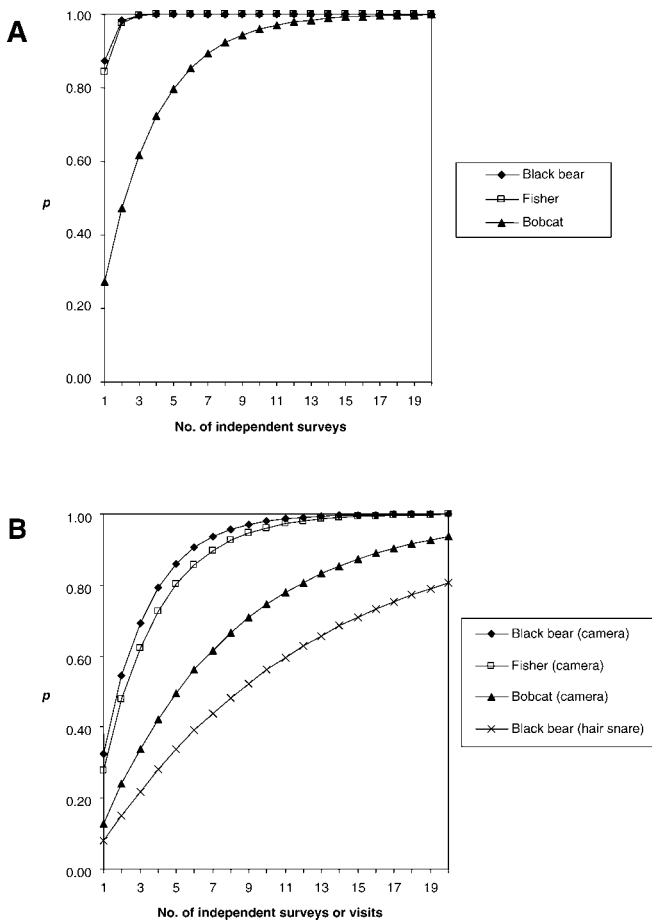 A
1.00
0.80
0.60
p
0.40
0.20
0.00
1 3 5 7 9 11 13 15 17 19
No. of independent surveys
Black bear
Fisher
Bobcat
B
1.00
0.80
0.60
p
0.40
0.20
0.00
1 3 5 7 9 11 13 15 17 19
No. of independent surveys or visits
Black bear (camera)
Fisher (camera)
Bobcat (camera)
Black bear (hair snare)